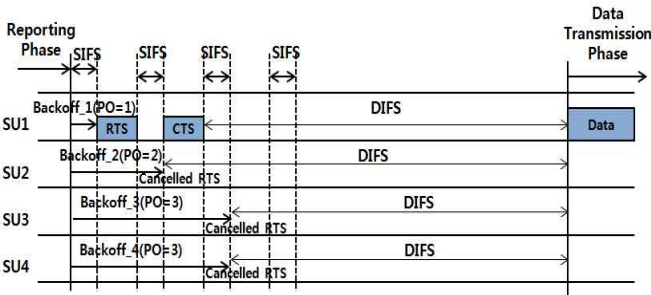 Reporting
Phase
Data
Transmission
Phase
SIFS
SIFS
SIFS
SIFS
Backoff_1(PO=1)
DIFS
SU1
RTS
CTS
Data
Backoff_2(PO=2)
DIFS
SU2
Cancelled RTS
Backoff_3(PO=3)
DIFS
SU3
Cancelled RTS
Backoff_4(PO=3)
DIFS
SU4
Cancelled RTS